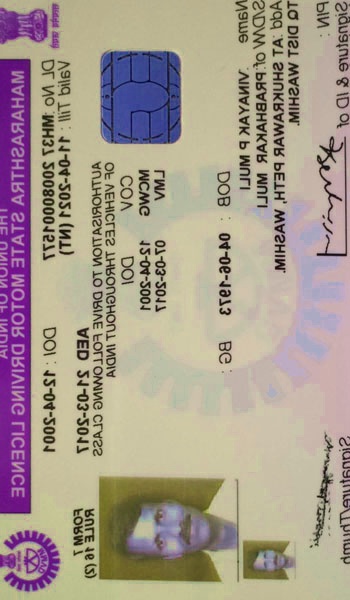 THE UNION OF INDIA
MAHARASHTRA STATE MOTOR DRIVING LICENCE
DL No : MH37 20080001577 DOI : 12-04-2001
Valid Till : 11-04-2021 (NT)
AED 21-03-2017
FORM 7
RULE 16 (2)
AUTHORISATION TO DRIVE FOLLOWING CLASS
OF VEHICLES THROUGHOUT INDIA
COV DOI
MCWG 12-04-2001
LMV 07-03-2017
DOB : 04-06-1973 BG :
Name VINAYAK P
S/D/W of PRABHAKAR
Add AT. SHUKRAWAR PETH, WASHIM.
TQ DIST WASHIM.
PIN :
Signature & ID of
Signature/Thumb